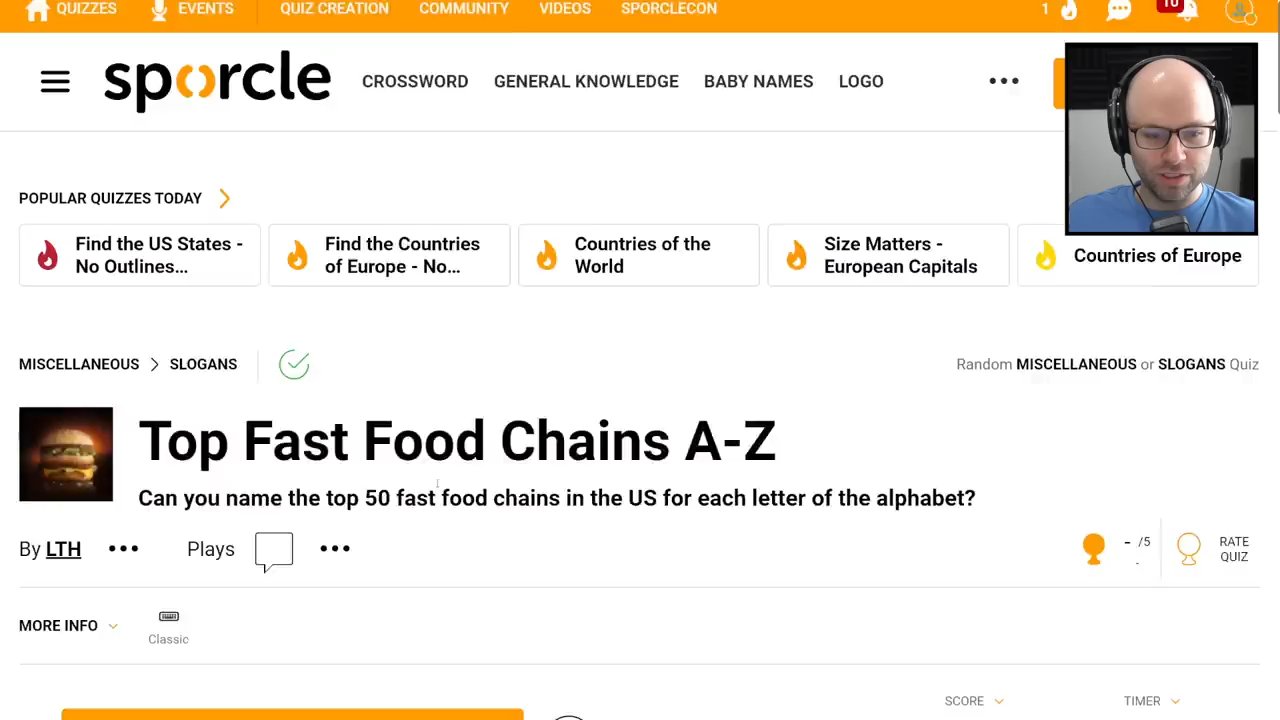 QUIZZES EVENTS QUIZ CREATION COMMUNITY VIDEOS SPORCLECON 1 10
sporcle CROSSWORD GENERAL KNOWLEDGE BABY NAMES LOGO •••
POPULAR QUIZZES TODAY
Find the US States -
No Outlines...
Find the Countries
of Europe - No...
Countries of the
World
Size Matters -
European Capitals
Countries of Europe
MISCELLANEOUS > SLOGANS
Random MISCELLANEOUS or SLOGANS Quiz
Top Fast Food Chains A-Z
Can you name the top 50 fast food chains in the US for each letter of the alphabet?
By LTH ••• Plays •••
- /5
-
RATE
QUIZ
MORE INFO
Classic
SCORE TIMER